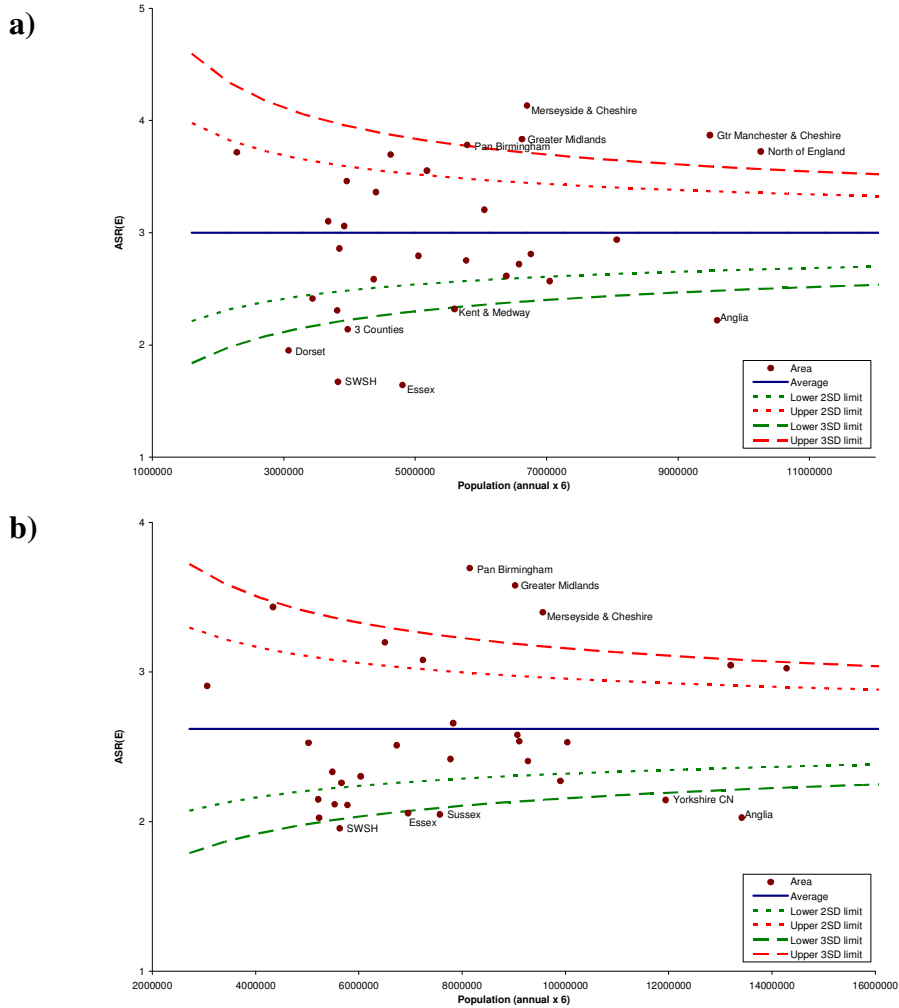 a)
5
4
3
2
1
ASR(E)
Merseyside & Cheshire
Greater Midlands
Pan Birmingham
Gtr Manchester & Cheshire
North of England
Kent & Medway
3 Counties
Dorset
SWSH
Essex
Anglia
Area
Average
Lower 2SD limit
Upper 2SD limit
Lower 3SD limit
Upper 3SD limit
1000000 3000000 5000000 7000000 9000000 11000000
Population (annual x 6)
b)
4
3
2
1
ASR(E)
Pan Birmingham
Greater Midlands
Merseyside & Cheshire
Yorkshire CN
Essex
Sussex
Anglia
SWSH
Area
Average
Lower 2SD limit
Upper 2SD limit
Lower 3SD limit
Upper 3SD limit
2000000 4000000 6000000 8000000 10000000 12000000 14000000 16000000
Population (annual x 6)